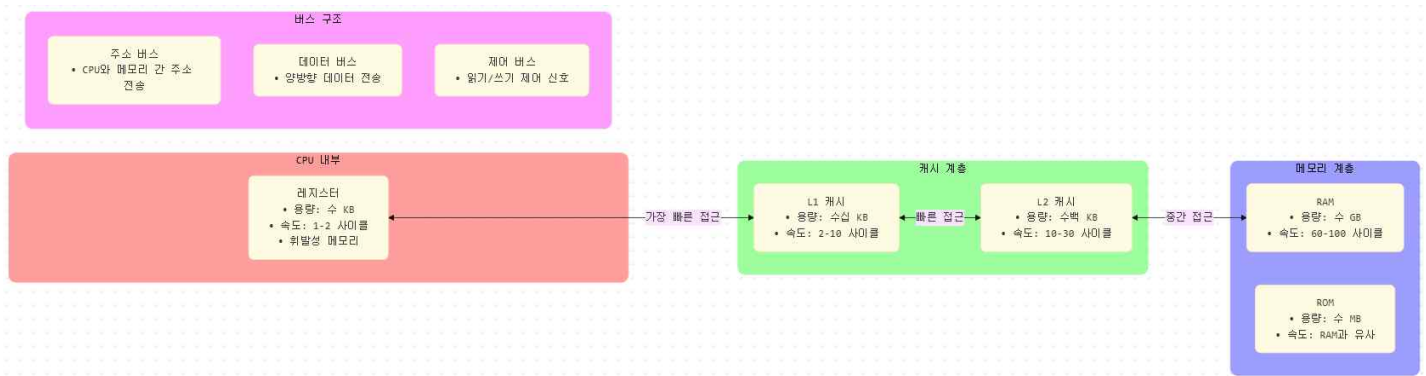 버스 구조
주소 버스
• CPU와 메모리 간 주소
전송
데이터 버스
• 양방향 데이터 전송
제어 버스
• 읽기/쓰기 제어 신호
CPU 내부
레지스터
• 용량: 수 KB
• 속도: 1-2 사이클
• 휘발성 메모리
가장 빠른 접근
캐시 계층
L1 캐시
• 용량: 수십 KB
• 속도: 2-10 사이클
빠른 접근
L2 캐시
• 용량: 수백 KB
• 속도: 10-30 사이클
중간 접근
메모리 계층
RAM
• 용량: 수 GB
• 속도: 60-100 사이클
ROM
• 용량: 수 MB
• 속도: RAM과 유사